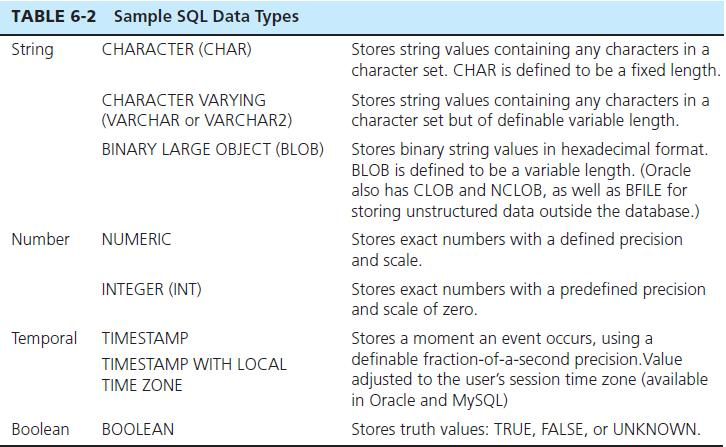 TABLE 6-2 Sample SQL Data Types
String CHARACTER (CHAR) Stores string values containing any characters in a
character set. CHAR is defined to be a fixed length.
CHARACTER VARYING Stores string values containing any characters in a
(VARCHAR or VARCHAR2) character set but of definable variable length.
BINARY LARGE OBJECT (BLOB) Stores binary string values in hexadecimal format.
BLOB is defined to be a variable length. (Oracle
also has CLOB and NCLOB, as well as BFILE for
storing unstructured data outside the database.)
Number NUMERIC Stores exact numbers with a defined precision
and scale.
INTEGER (INT) Stores exact numbers with a predefined precision
and scale of zero.
Temporal TIMESTAMP Stores a moment an event occurs, using a
TIMESTAMP WITH LOCAL definable fraction-of-a-second precision.Value
TIME ZONE adjusted to the user's session time zone (available
in Oracle and MySQL)
Boolean BOOLEAN Stores truth values: TRUE, FALSE, or UNKNOWN.